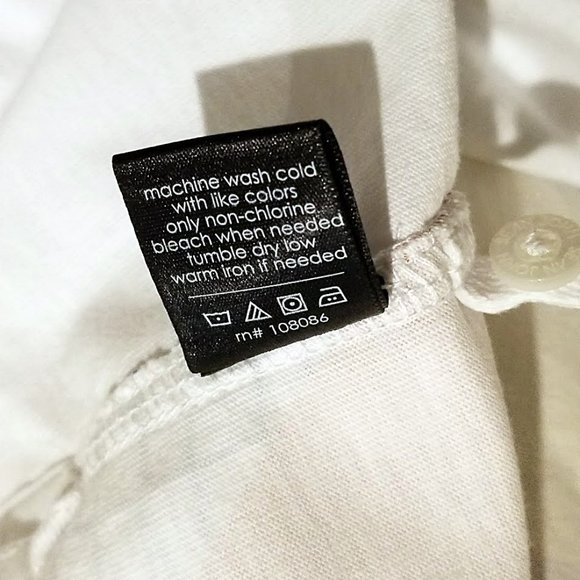 machine wash cold
with like colors
only non-chlorine
bleach when needed
tumble dry low
warm iron if needed
rn# 108086